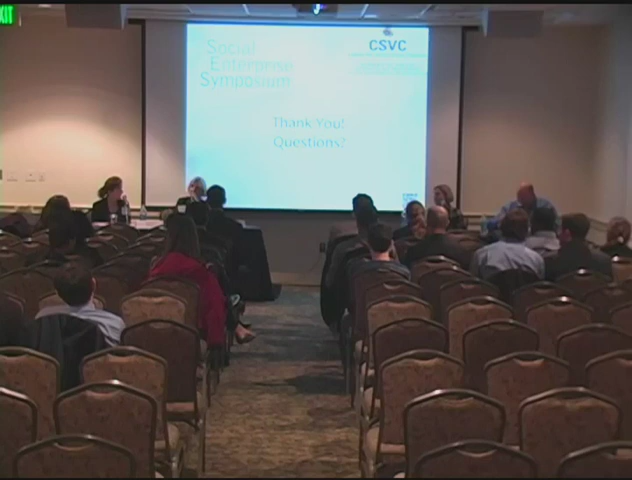 EXIT
Social
Enterprise
Symposium
CSVC
Thank You!
Questions?